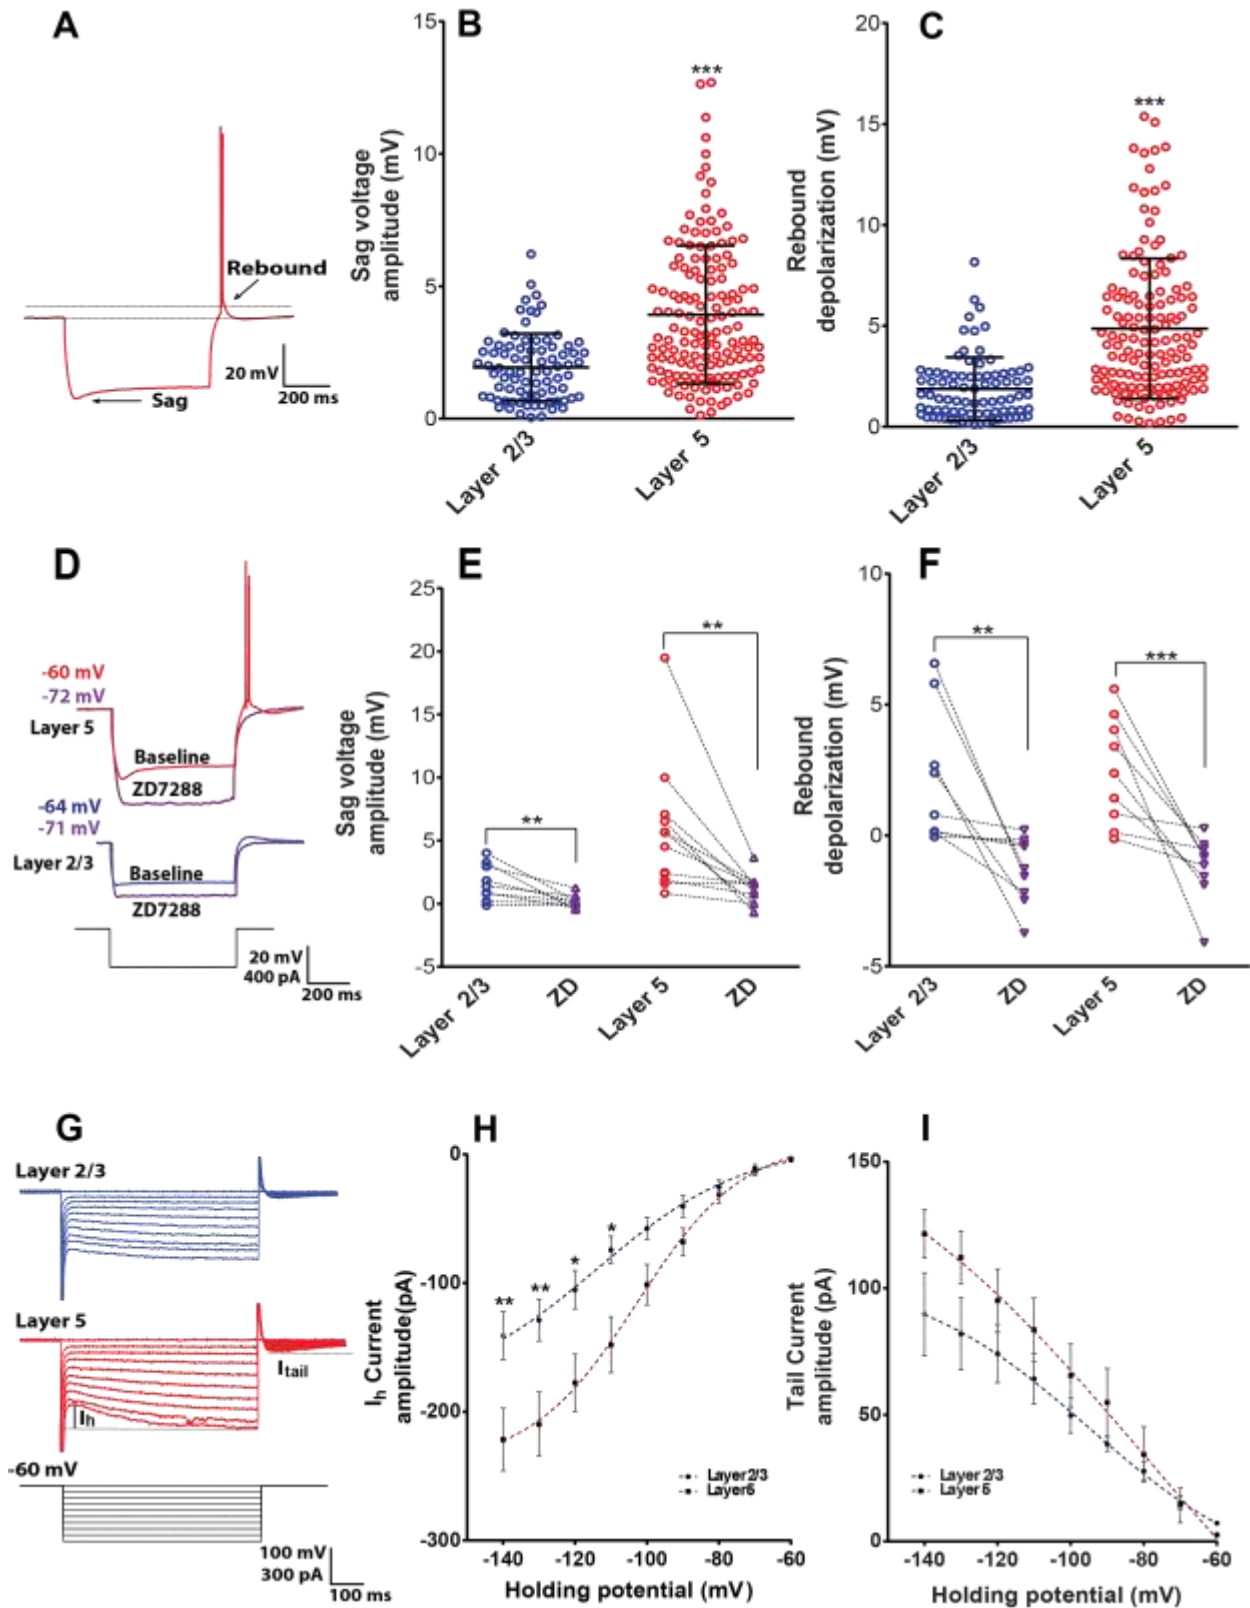 A
Rebound
Sag
20 mV
200 ms
B
Sag voltage
amplitude (mV)
15
10
5
0
***
Layer 2/3
Layer 5
C
Rebound
depolarization (mV)
20
15
10
5
0
***
Layer 2/3
Layer 5
D
-60 mV
-72 mV
Layer 5
Baseline
ZD7288
-64 mV
-71 mV
Layer 2/3
Baseline
ZD7288
20 mV
400 pA
200 ms
E
Sag voltage
amplitude (mV)
25
20
15
10
5
0
-5
**
**
Layer 2/3
ZD
Layer 5
ZD
F
Rebound
depolarization (mV)
10
5
0
-5
**
***
Layer 2/3
ZD
Layer 5
ZD
G
Layer 2/3
Layer 5
Itail
Ih
-60 mV
100 mV
300 pA
100 ms
H
Ih Current
amplitude(pA)
0
-100
-200
-300
**
**
*
*
Layer2/3
Layer5
-140
-120
-100
-80
-60
Holding potential (mV)
I
Tail Current
amplitude (pA)
150
100
50
0
Layer2/3
Layer 5
-140
-120
-100
-80
-60
Holding potential (mV)